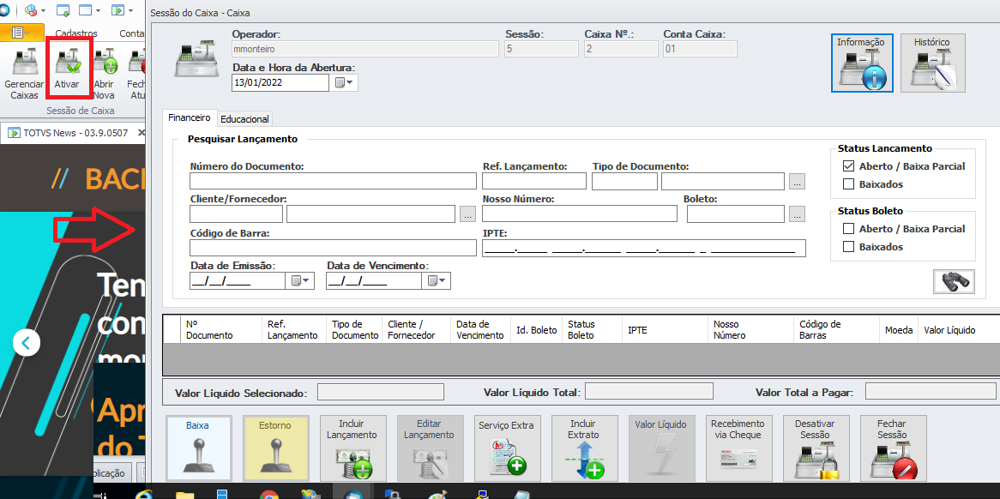 Cadastros
Conta
Gerenciar
Caixas
Ativar
Abrir
Nova
Fech
Atu
Sessão de Caixa
TOTVS News - 03.9.0507
// BACI
Ten
con
mou
Apr
do T
plicação
Sessão do Caixa - Caixa
Operador:
Sessão:
Caixa Nº.:
Conta Caixa:
mmonteiro
5
2
01
Data e Hora da Abertura:
13/01/2022
Informação
Histórico
Financeiro
Educacional
Pesquisar Lançamento
Número do Documento:
Ref. Lançamento:
Tipo de Documento:
...
Cliente/Fornecedor:
Nosso Número:
Boleto:
...
...
Código de Barra:
IPTE:
_____._____ _____.______ _____.______ _ ______________
Data de Emissão:
Data de Vencimento:
__/__/____
__/__/____
Status Lancamento
Aberto / Baixa Parcial
Baixados
Status Boleto
Aberto / Baixa Parcial
Baixados
Nº
Documento
Ref.
Lançamento
Tipo de
Documento
Cliente /
Fornecedor
Data de
Vencimento
Id. Boleto
Status
Boleto
IPTE
Nosso
Número
Código de
Barras
Moeda
Valor Líquido
Valor Liquido Selecionado:
Valor Liquido Total:
Valor Total a Pagar:
Baixa
Estorno
Incluir
Lançamento
Editar
Lançamento
Serviço Extra
Incluir
Extrato
Valor Líquido
Recebimento
via Cheque
Desativar
Sessão
Fechar
Sessão